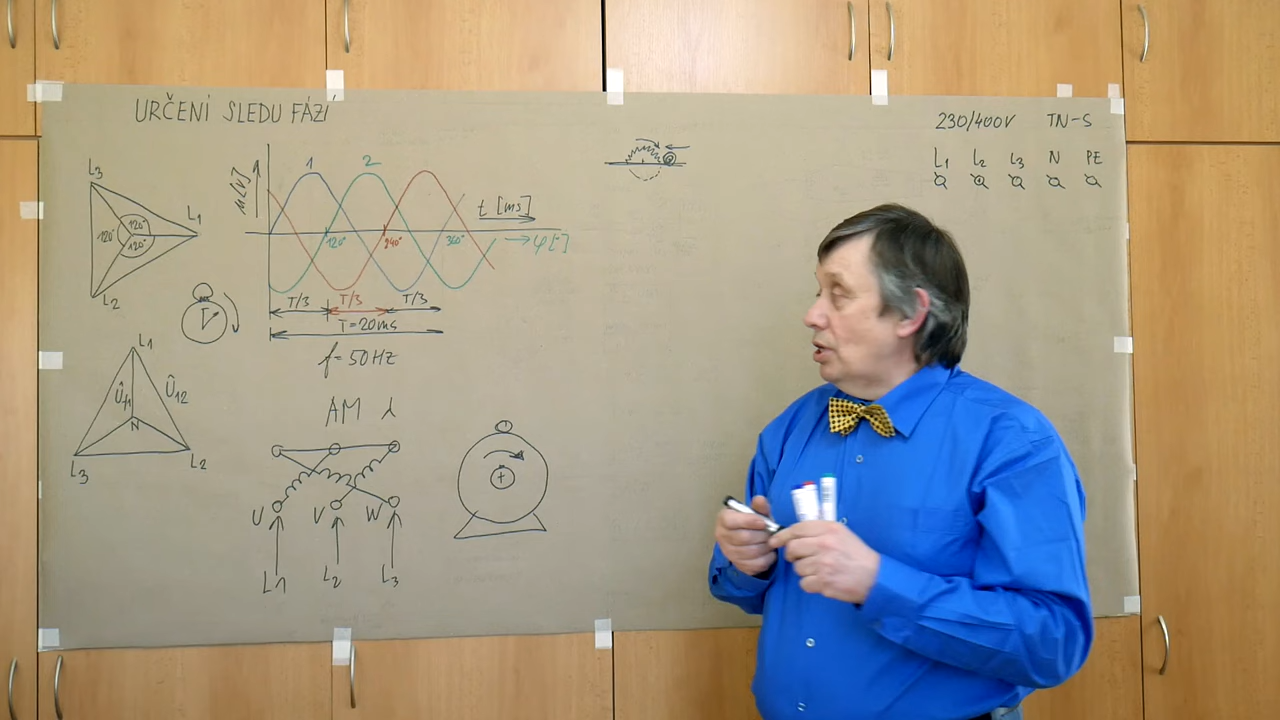 URČENÍ SLEDU FÁZÍ
230/400V TN-S
L1 L2 L3 N PE
L3
L1
L2
120°
120°
120°
u[V]
1 2
t [ms]
120° 240° 360°
φ[°]
T/3 T/3 T/3
T=20ms
f=50HZ
L1
Û12
N
L3
L2
AM λ
U V W
L1 L2 L3
+